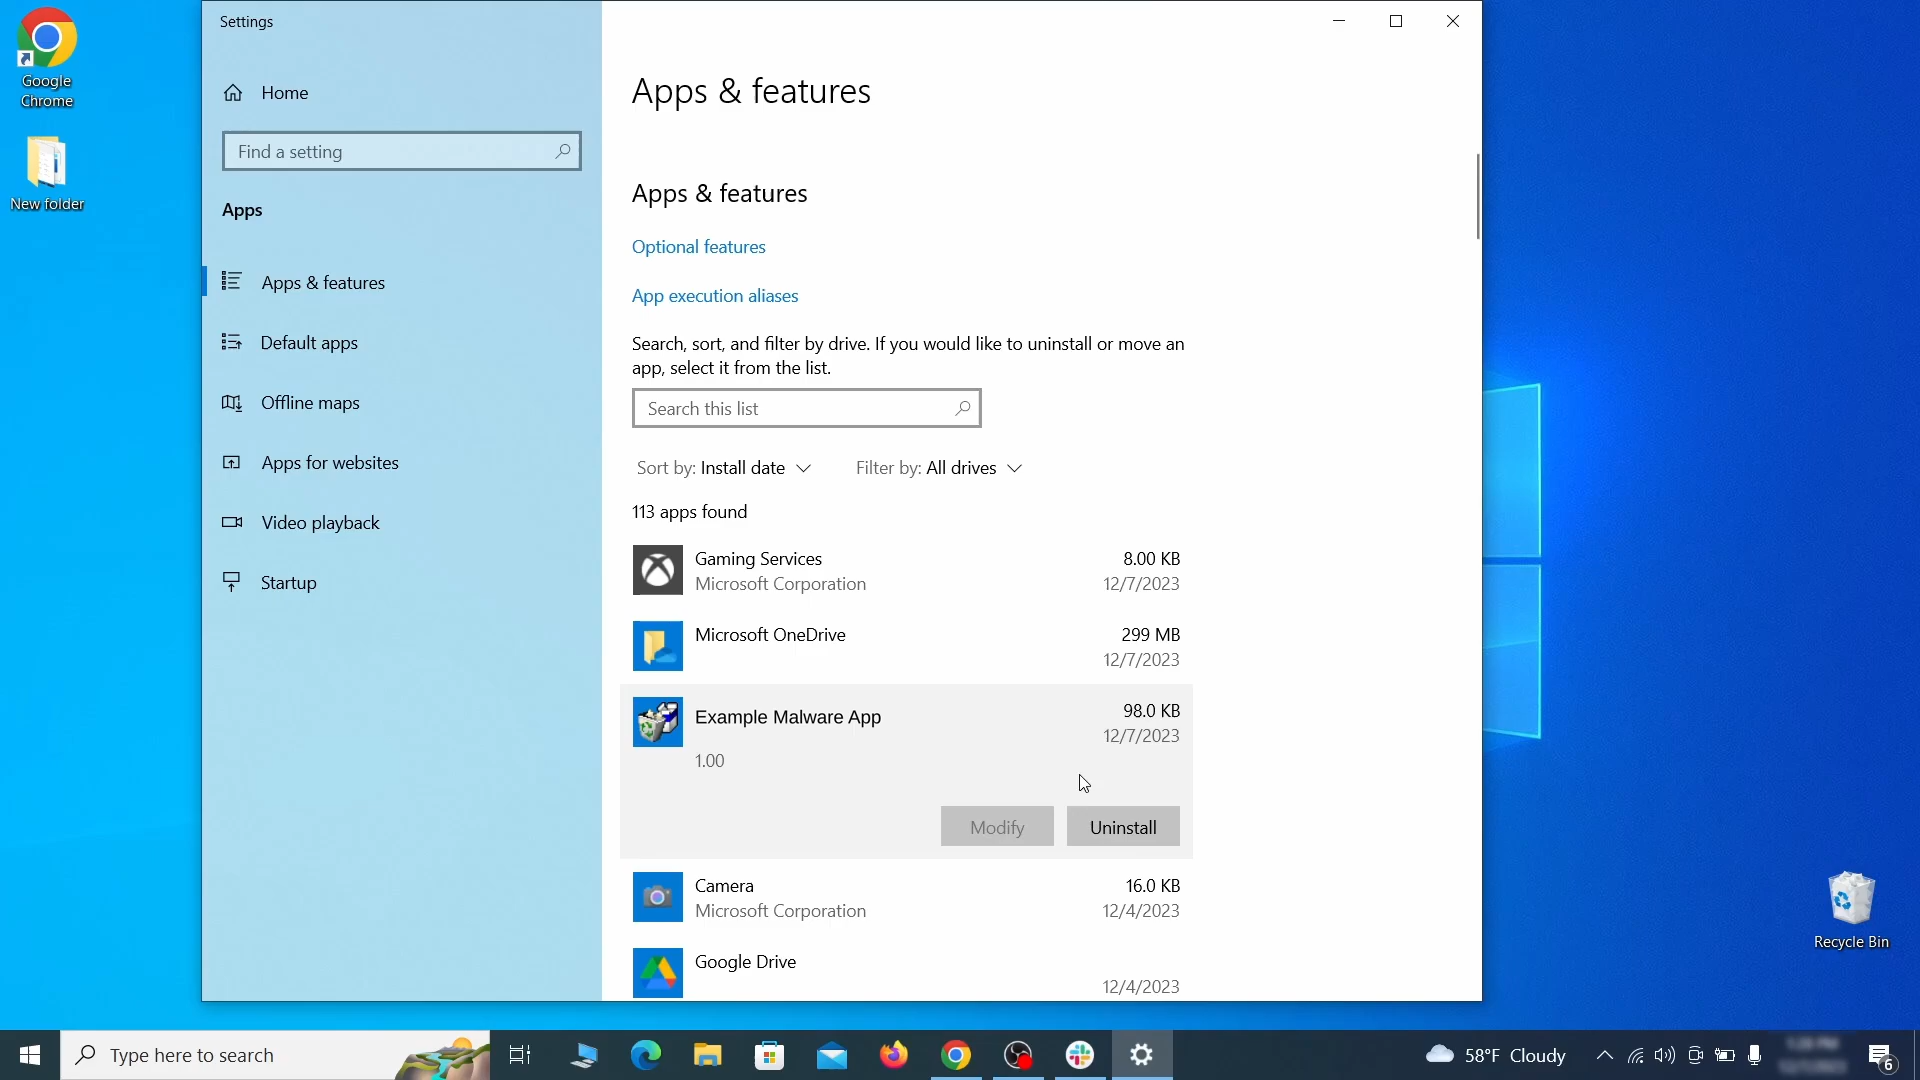 Google
Chrome
New folder
Settings
Home
Find a setting
Apps
Apps & features
Default apps
Offline maps
Apps for websites
Video playback
Startup
Apps & features
Apps & features
Optional features
App execution aliases
Search, sort, and filter by drive. If you would like to uninstall or move an
app, select it from the list.
Search this list
Sort by: Install date Filter by: All drives
113 apps found
Gaming Services 8.00 KB
Microsoft Corporation 12/7/2023
Microsoft OneDrive 299 MB
12/7/2023
Example Malware App 98.0 KB
12/7/2023
1.00
Modify Uninstall
Camera 16.0 KB
Microsoft Corporation 12/4/2023
Google Drive
12/4/2023
Recycle Bin
Type here to search
58°F Cloudy
6